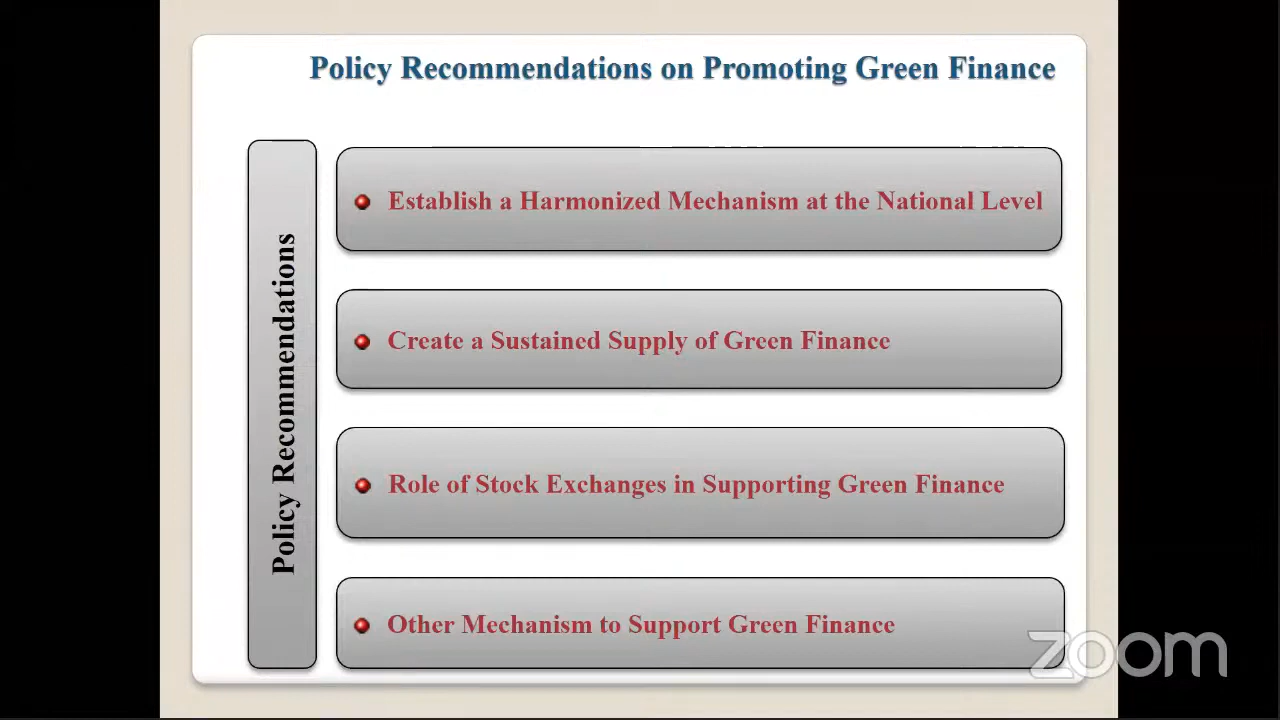 Policy Recommendations on Promoting Green Finance
Policy Recommendations
Establish a Harmonized Mechanism at the National Level
Create a Sustained Supply of Green Finance
Role of Stock Exchanges in Supporting Green Finance
Other Mechanism to Support Green Finance
zoom